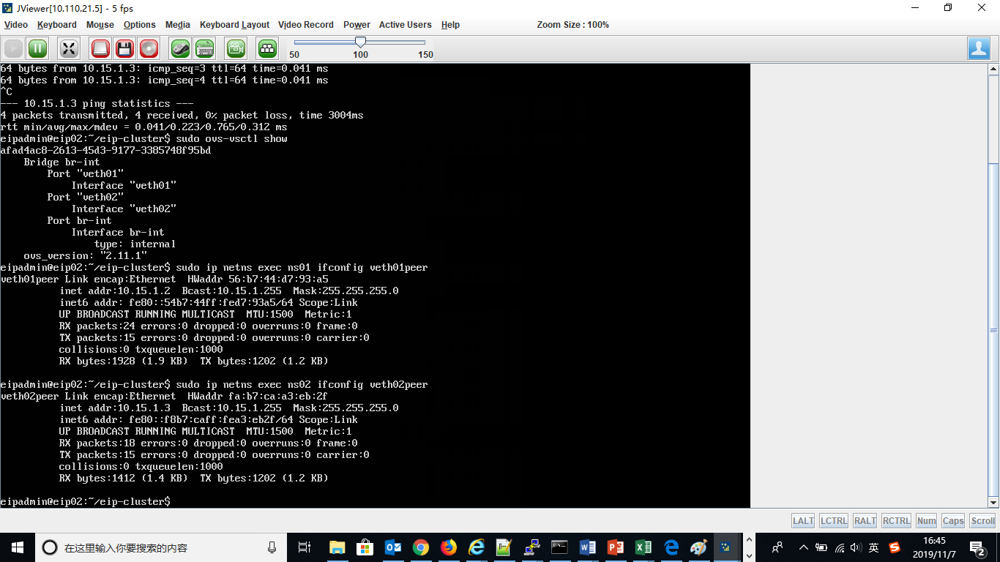 JViewer[10.110.21.5] - 5 fps
Video Keyboard Mouse Options Media Keyboard Layout Video Record Power Active Users Help Zoom Size : 100%
50 100 150
64 bytes from 10.15.1.3: icmp_seq=3 ttl=64 time=0.041 ms
64 bytes from 10.15.1.3: icmp_seq=4 ttl=64 time=0.041 ms
^C
--- 10.15.1.3 ping statistics ---
4 packets transmitted, 4 received, 0% packet loss, time 3004ms
rtt min/avg/max/mdev = 0.041/0.223/0.765/0.312 ms
eipadmin@eip02:~/eip-cluster$ sudo ovs-vsctl show
afad4ac8-2613-45d3-9177-3385748f95bd
    Bridge br-int
        Port "veth01"
            Interface "veth01"
        Port "veth02"
            Interface "veth02"
        Port br-int
            Interface br-int
                type: internal
    ovs_version: "2.11.1"
eipadmin@eip02:~/eip-cluster$ sudo ip netns exec ns01 ifconfig veth01peer
veth01peer Link encap:Ethernet  HWaddr 56:b7:44:d7:93:a5
          inet addr:10.15.1.2  Bcast:10.15.1.255  Mask:255.255.255.0
          inet6 addr: fe80::54b7:44ff:fed7:93a5/64 Scope:Link
          UP BROADCAST RUNNING MULTICAST  MTU:1500  Metric:1
          RX packets:24 errors:0 dropped:0 overruns:0 frame:0
          TX packets:15 errors:0 dropped:0 overruns:0 carrier:0
          collisions:0 txqueuelen:1000
          RX bytes:1928 (1.9 KB)  TX bytes:1202 (1.2 KB)
eipadmin@eip02:~/eip-cluster$ sudo ip netns exec ns02 ifconfig veth02peer
veth02peer Link encap:Ethernet  HWaddr fa:b7:ca:a3:eb:2f
          inet addr:10.15.1.3  Bcast:10.15.1.255  Mask:255.255.255.0
          inet6 addr: fe80::f8b7:caff:fea3:eb2f/64 Scope:Link
          UP BROADCAST RUNNING MULTICAST  MTU:1500  Metric:1
          RX packets:18 errors:0 dropped:0 overruns:0 frame:0
          TX packets:15 errors:0 dropped:0 overruns:0 carrier:0
          collisions:0 txqueuelen:1000
          RX bytes:1412 (1.4 KB)  TX bytes:1202 (1.2 KB)
eipadmin@eip02:~/eip-cluster$
LALT LCTRL RALT RCTRL Num Caps Scroll
在这里输入你要搜索的内容
英
16:45
2019/11/7
2